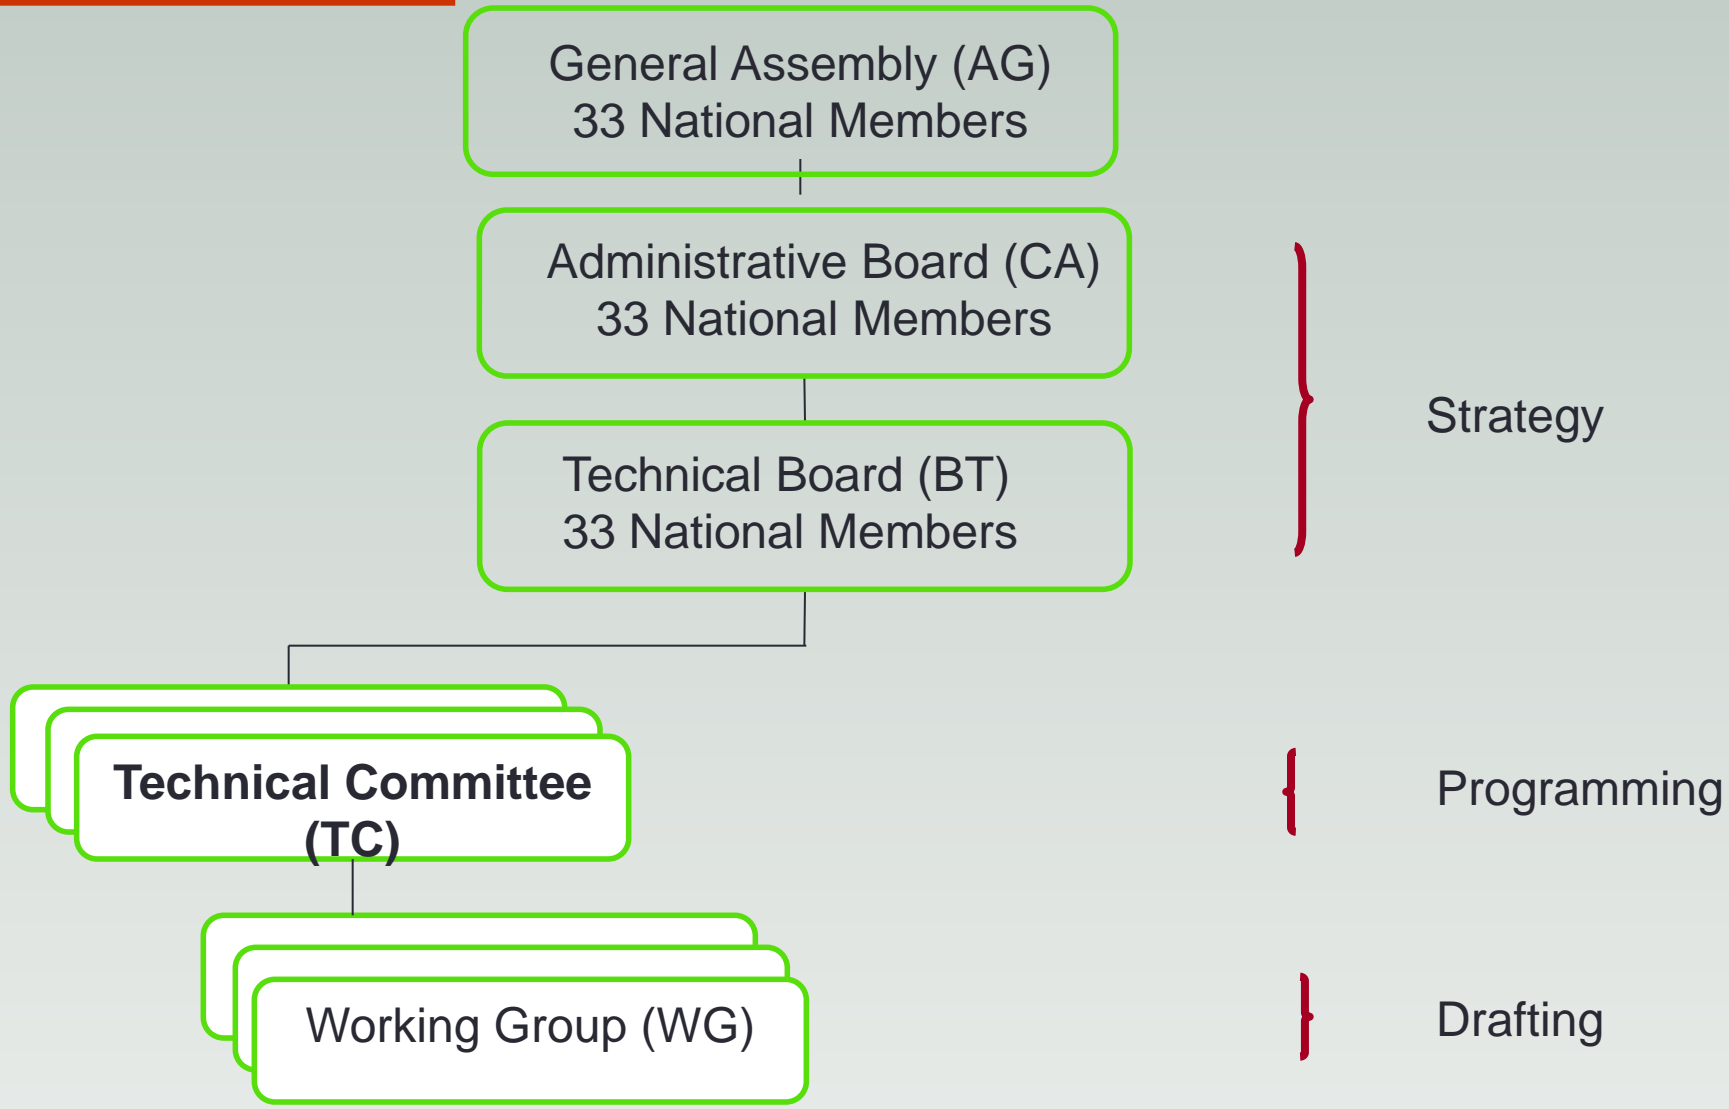 General Assembly (AG)
33 National Members
Administrative Board (CA)
33 National Members
Strategy
Technical Board (BT)
33 National Members
Technical Committee
(TC)
Programming
Working Group (WG)
Drafting